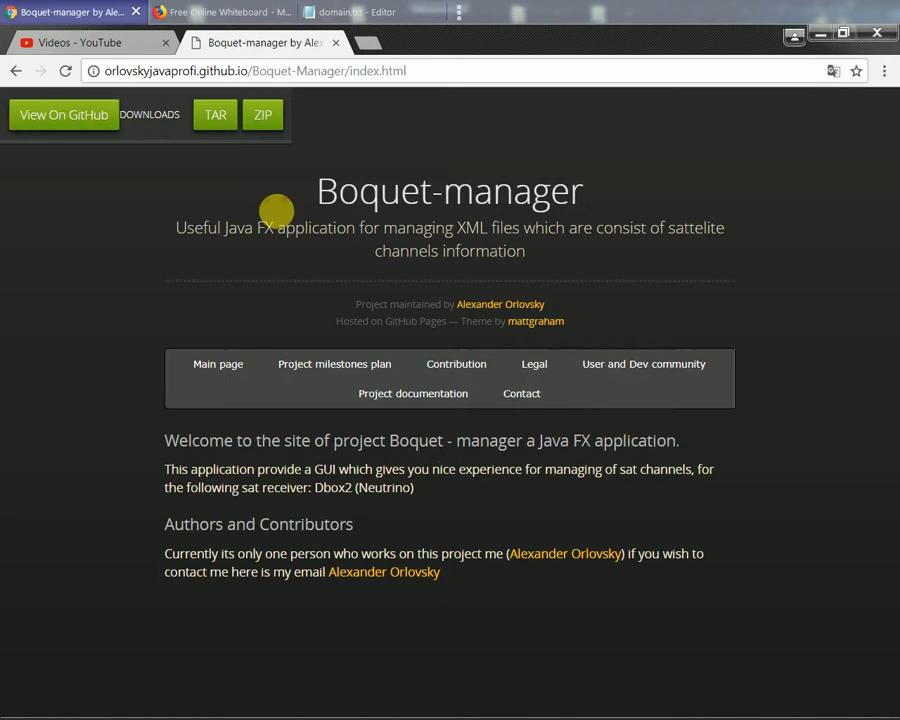 Boquet-manager by Ale...
Free Online Whiteboard - M...
domain.txt - Editor
Videos - YouTube
Boquet-manager by Alex
orlovskyjavaprofi.github.io/Boquet-Manager/index.html
View On GitHub
DOWNLOADS
TAR
ZIP
Boquet-manager
Useful Java FX application for managing XML files which are consist of sattelite
channels information
Project maintained by Alexander Orlovsky
Hosted on GitHub Pages — Theme by mattgraham
Main page
Project milestones plan
Contribution
Legal
User and Dev community
Project documentation
Contact
Welcome to the site of project Boquet - manager a Java FX application.
This application provide a GUI which gives you nice experience for managing of sat channels, for
the following sat receiver: Dbox2 (Neutrino)
Authors and Contributors
Currently its only one person who works on this project me (Alexander Orlovsky) if you wish to
contact me here is my email Alexander Orlovsky